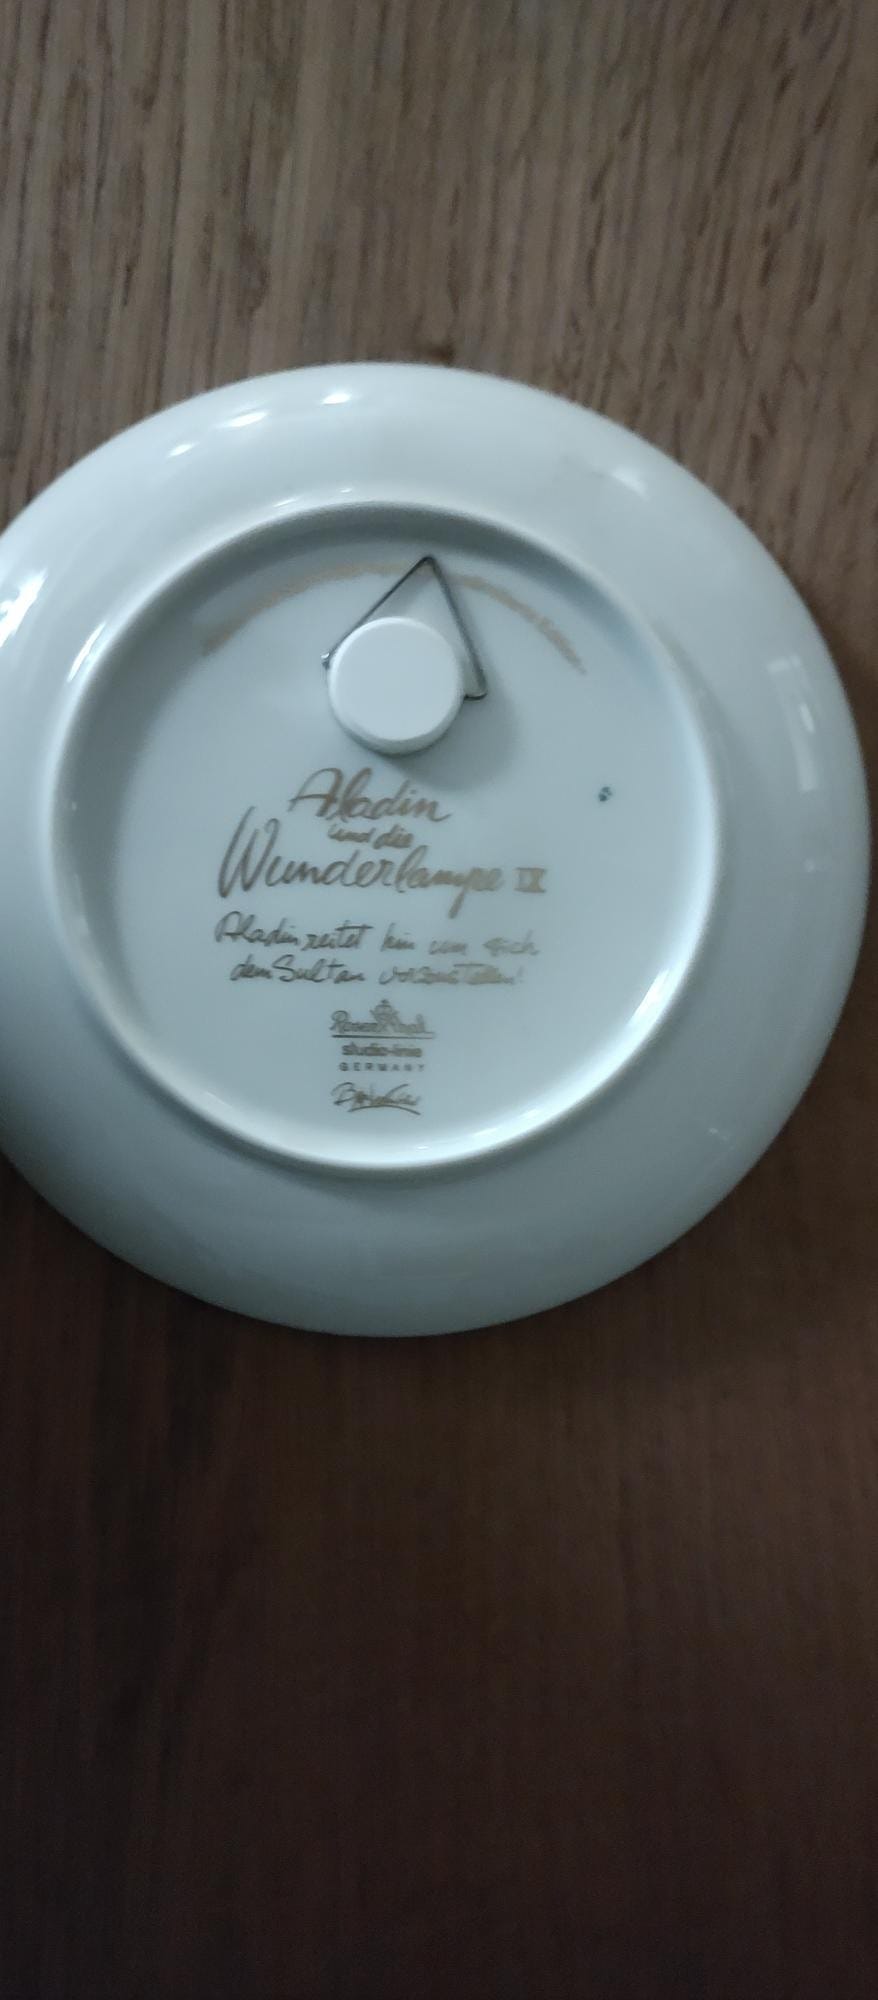 Aladin
und die
Wunderlampe IX
Aladin reitet hin um sich
dem Sultan vorzustellen!
Rosenthal
studio-linie
GERMANY